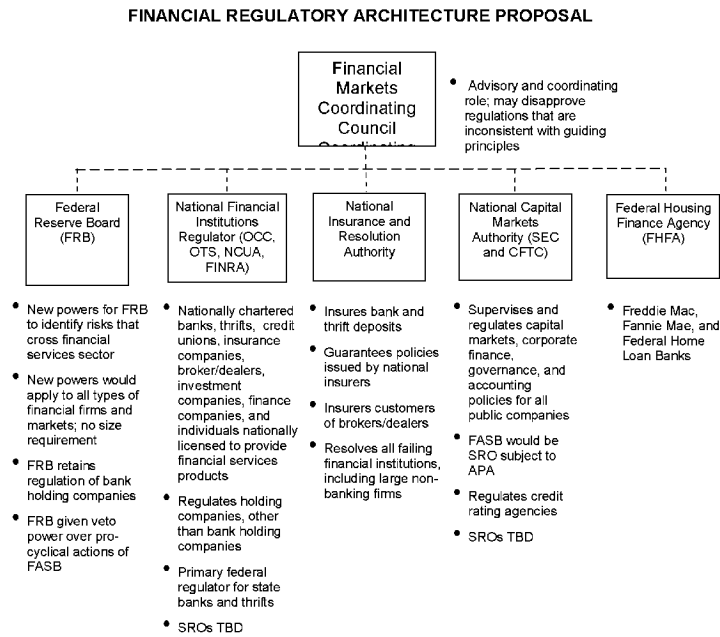 FINANCIAL REGULATORY ARCHITECTURE PROPOSAL
Financial
Markets
Coordinating
Council
Coordinating
• Advisory and coordinating
role; may disapprove
regulations that are
inconsistent with guiding
principles
Federal
Reserve Board
(FRB)
National Financial
Institutions
Regulator (OCC,
OTS, NCUA,
FINRA)
National
Insurance and
Resolution
Authority
National Capital
Markets
Authority (SEC
and CFTC)
Federal Housing
Finance Agency
(FHFA)
• New powers for FRB
to identify risks that
cross financial
services sector
• New powers would
apply to all types of
financial firms and
markets; no size
requirement
• FRB retains
regulation of bank
holding companies
• FRB given veto
power over pro-
cyclical actions of
FASB
• Nationally chartered
banks, thrifts, credit
unions, insurance
companies,
broker/dealers,
investment
companies, finance
companies, and
individuals nationally
licensed to provide
financial services
products
• Regulates holding
companies, other
than bank holding
companies
• Primary federal
regulator for state
banks and thrifts
• SROs TBD
• Insures bank and
thrift deposits
• Guarantees policies
issued by national
insurers
• Insurers customers
of brokers/dealers
• Resolves all failing
financial institutions,
including large non-
banking firms
• Supervises and
regulates capital
markets, corporate
finance,
governance, and
accounting
policies for all
public companies
• FASB would be
SRO subject to
APA
• Regulates credit
rating agencies
• SROs TBD
• Freddie Mac,
Fannie Mae, and
Federal Home
Loan Banks